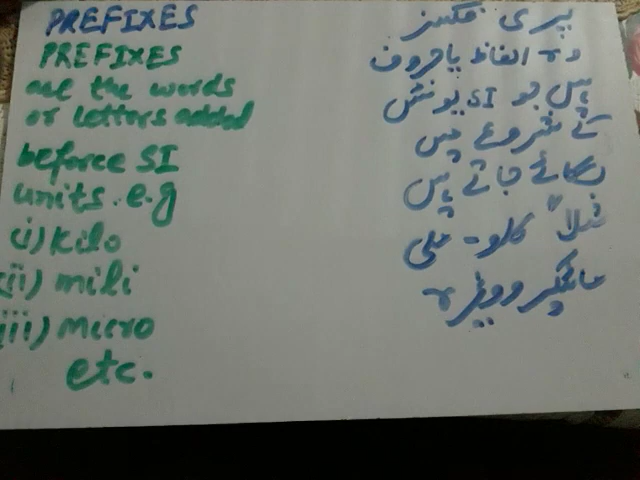 PREFIXES
PREFIXES
are the words
or letters added
beforce SI
units. e.g
(i) Kilo
(ii) mili
(iii) micro
etc.
پری فکسز
وہ الفاظ یا حروف
ہیں جو SI یونٹس
کے شروع میں
لگائے جاتے ہیں
مثلاً کلو - ملی
مائیکرو وغیرہ